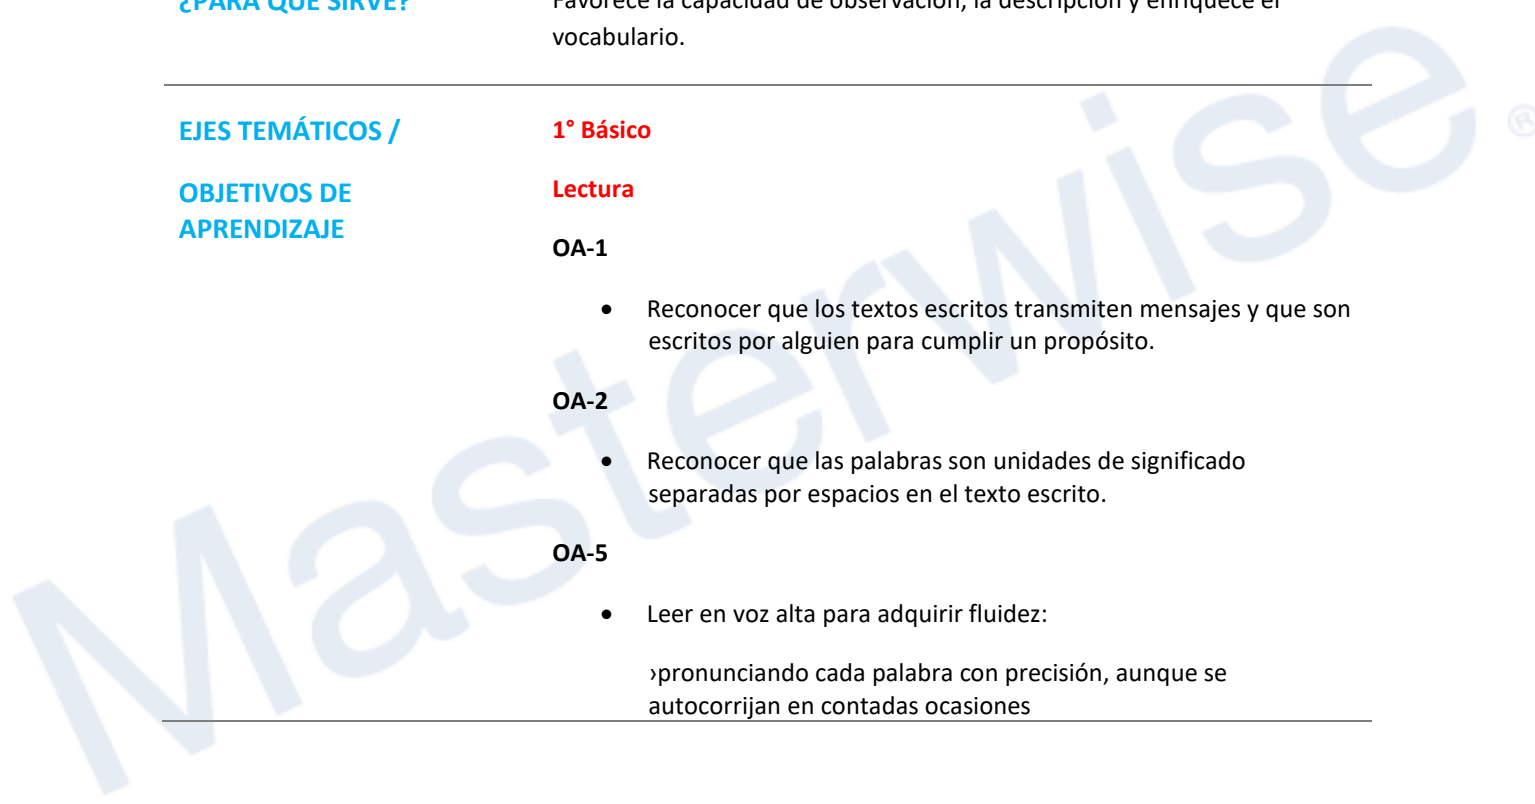 ¿PARA QUÉ SIRVE?
Favorece la capacidad de observación, la descripción y enriquece el
vocabulario.
EJES TEMÁTICOS /
OBJETIVOS DE
APRENDIZAJE
1° Básico
Lectura
OA-1
• Reconocer que los textos escritos transmiten mensajes y que son
escritos por alguien para cumplir un propósito.
OA-2
• Reconocer que las palabras son unidades de significado
separadas por espacios en el texto escrito.
OA-5
• Leer en voz alta para adquirir fluidez:
›pronunciando cada palabra con precisión, aunque se
autocorrijan en contadas ocasiones
Masterwise ®